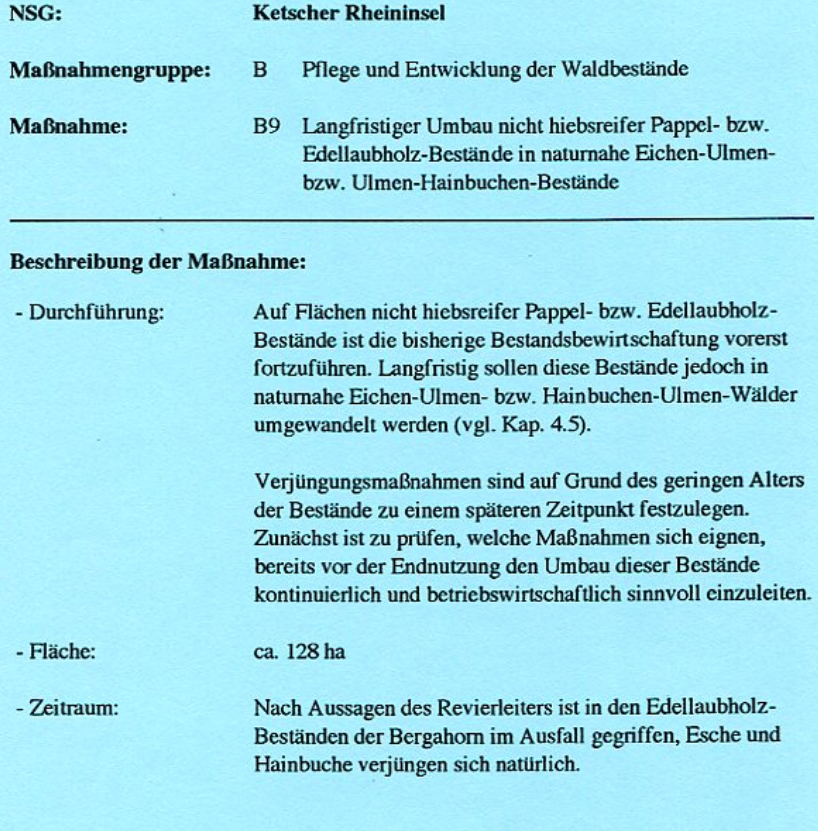 NSG: Ketscher Rheininsel
Maßnahmengruppe: B Pflege und Entwicklung der Waldbestände
Maßnahme: B9 Langfristiger Umbau nicht hiebsreifer Pappel- bzw.
Edellaubholz-Bestände in naturnahe Eichen-Ulmen-
bzw. Ulmen-Hainbuchen-Bestände
Beschreibung der Maßnahme:
- Durchführung: Auf Flächen nicht hiebsreifer Pappel- bzw. Edellaubholz-
Bestände ist die bisherige Bestandsbewirtschaftung vorerst
fortzuführen. Langfristig sollen diese Bestände jedoch in
naturnahe Eichen-Ulmen- bzw. Hainbuchen-Ulmen-Wälder
umgewandelt werden (vgl. Kap. 4.5).
Verjüngungsmaßnahmen sind auf Grund des geringen Alters
der Bestände zu einem späteren Zeitpunkt festzulegen.
Zunächst ist zu prüfen, welche Maßnahmen sich eignen,
bereits vor der Endnutzung den Umbau dieser Bestände
kontinuierlich und betriebswirtschaftlich sinnvoll einzuleiten.
- Fläche: ca. 128 ha
- Zeitraum: Nach Aussagen des Revierleiters ist in den Edellaubholz-
Beständen der Bergahorn im Ausfall gegriffen, Esche und
Hainbuche verjüngen sich natürlich.